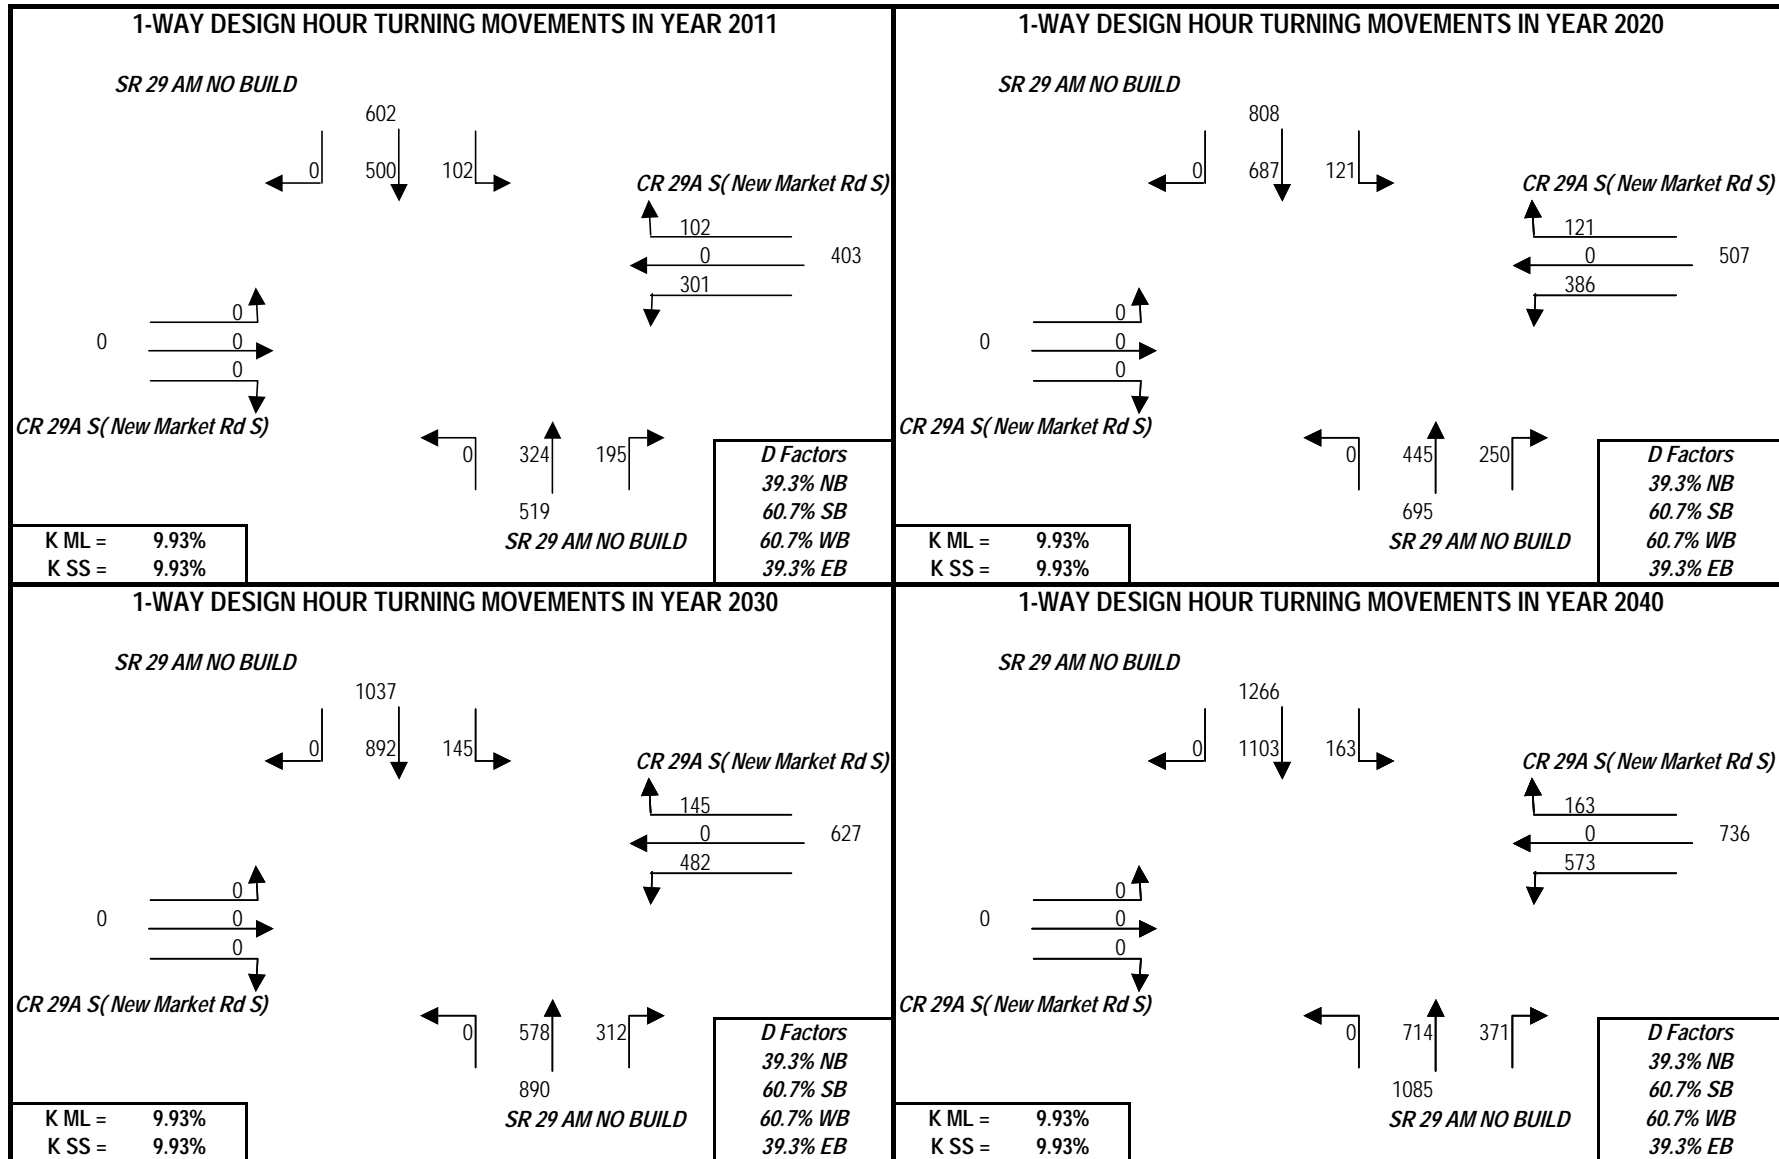 1-WAY DESIGN HOUR TURNING MOVEMENTS IN YEAR 2011
SR 29 AM NO BUILD
602
0 500 102
CR 29A S( New Market Rd S)
102
0 403
301
0
0 0
0
CR 29A S( New Market Rd S)
0 324 195
519
SR 29 AM NO BUILD
D Factors
39.3% NB
60.7% SB
60.7% WB
39.3% EB
K ML = 9.93%
K SS = 9.93%
1-WAY DESIGN HOUR TURNING MOVEMENTS IN YEAR 2020
SR 29 AM NO BUILD
808
0 687 121
CR 29A S( New Market Rd S)
121
0 507
386
0
0 0
0
CR 29A S( New Market Rd S)
0 445 250
695
SR 29 AM NO BUILD
D Factors
39.3% NB
60.7% SB
60.7% WB
39.3% EB
K ML = 9.93%
K SS = 9.93%
1-WAY DESIGN HOUR TURNING MOVEMENTS IN YEAR 2030
SR 29 AM NO BUILD
1037
0 892 145
CR 29A S( New Market Rd S)
145
0 627
482
0
0 0
0
CR 29A S( New Market Rd S)
0 578 312
890
SR 29 AM NO BUILD
D Factors
39.3% NB
60.7% SB
60.7% WB
39.3% EB
K ML = 9.93%
K SS = 9.93%
1-WAY DESIGN HOUR TURNING MOVEMENTS IN YEAR 2040
SR 29 AM NO BUILD
1266
0 1103 163
CR 29A S( New Market Rd S)
163
0 736
573
0
0 0
0
CR 29A S( New Market Rd S)
0 714 371
1085
SR 29 AM NO BUILD
D Factors
39.3% NB
60.7% SB
60.7% WB
39.3% EB
K ML = 9.93%
K SS = 9.93%